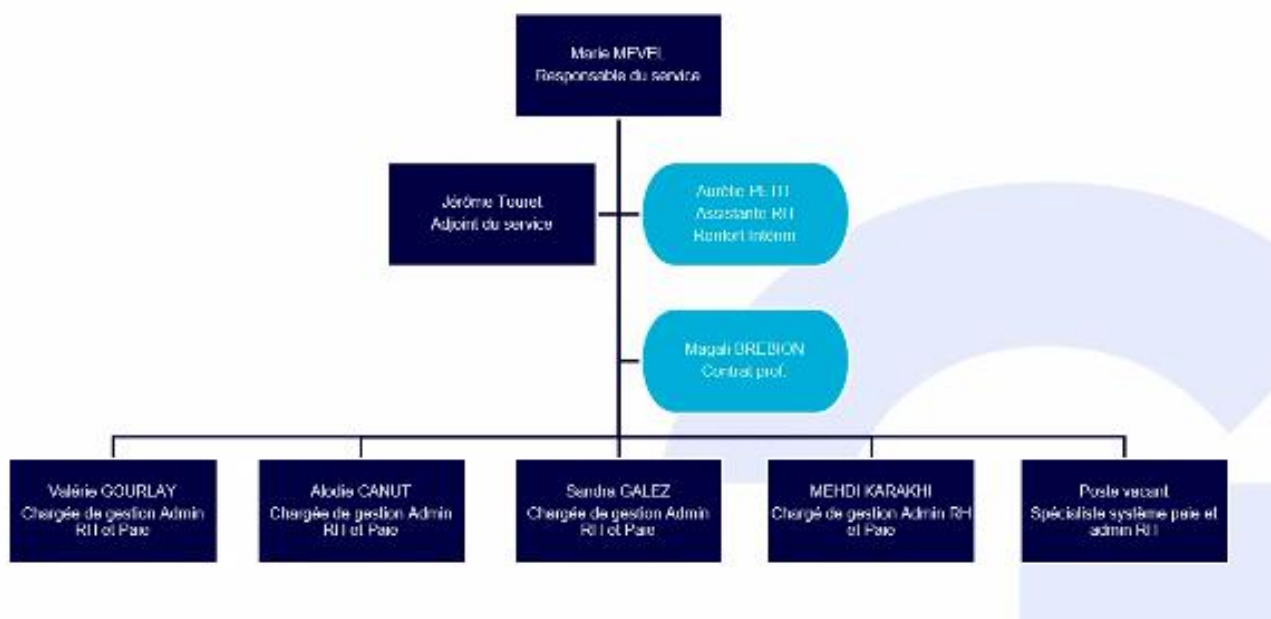 Marie MEVEL
Responsable du service
Jérôme Touret
Adjoint du service
Aurélie PETIT
Assistante RH
Renfort Intérim
Magali BREBION
Contrat prof.
Valérie GOURLAY
Chargée de gestion Admin
RH et Paie
Alodie CANUT
Chargée de gestion Admin
RH et Paie
Sandra GALEZ
Chargée de gestion Admin
RH et Paie
MEHDI KARAKHI
Chargé de gestion Admin RH
et Paie
Poste vacant
Spécialiste système paie et
admin RH